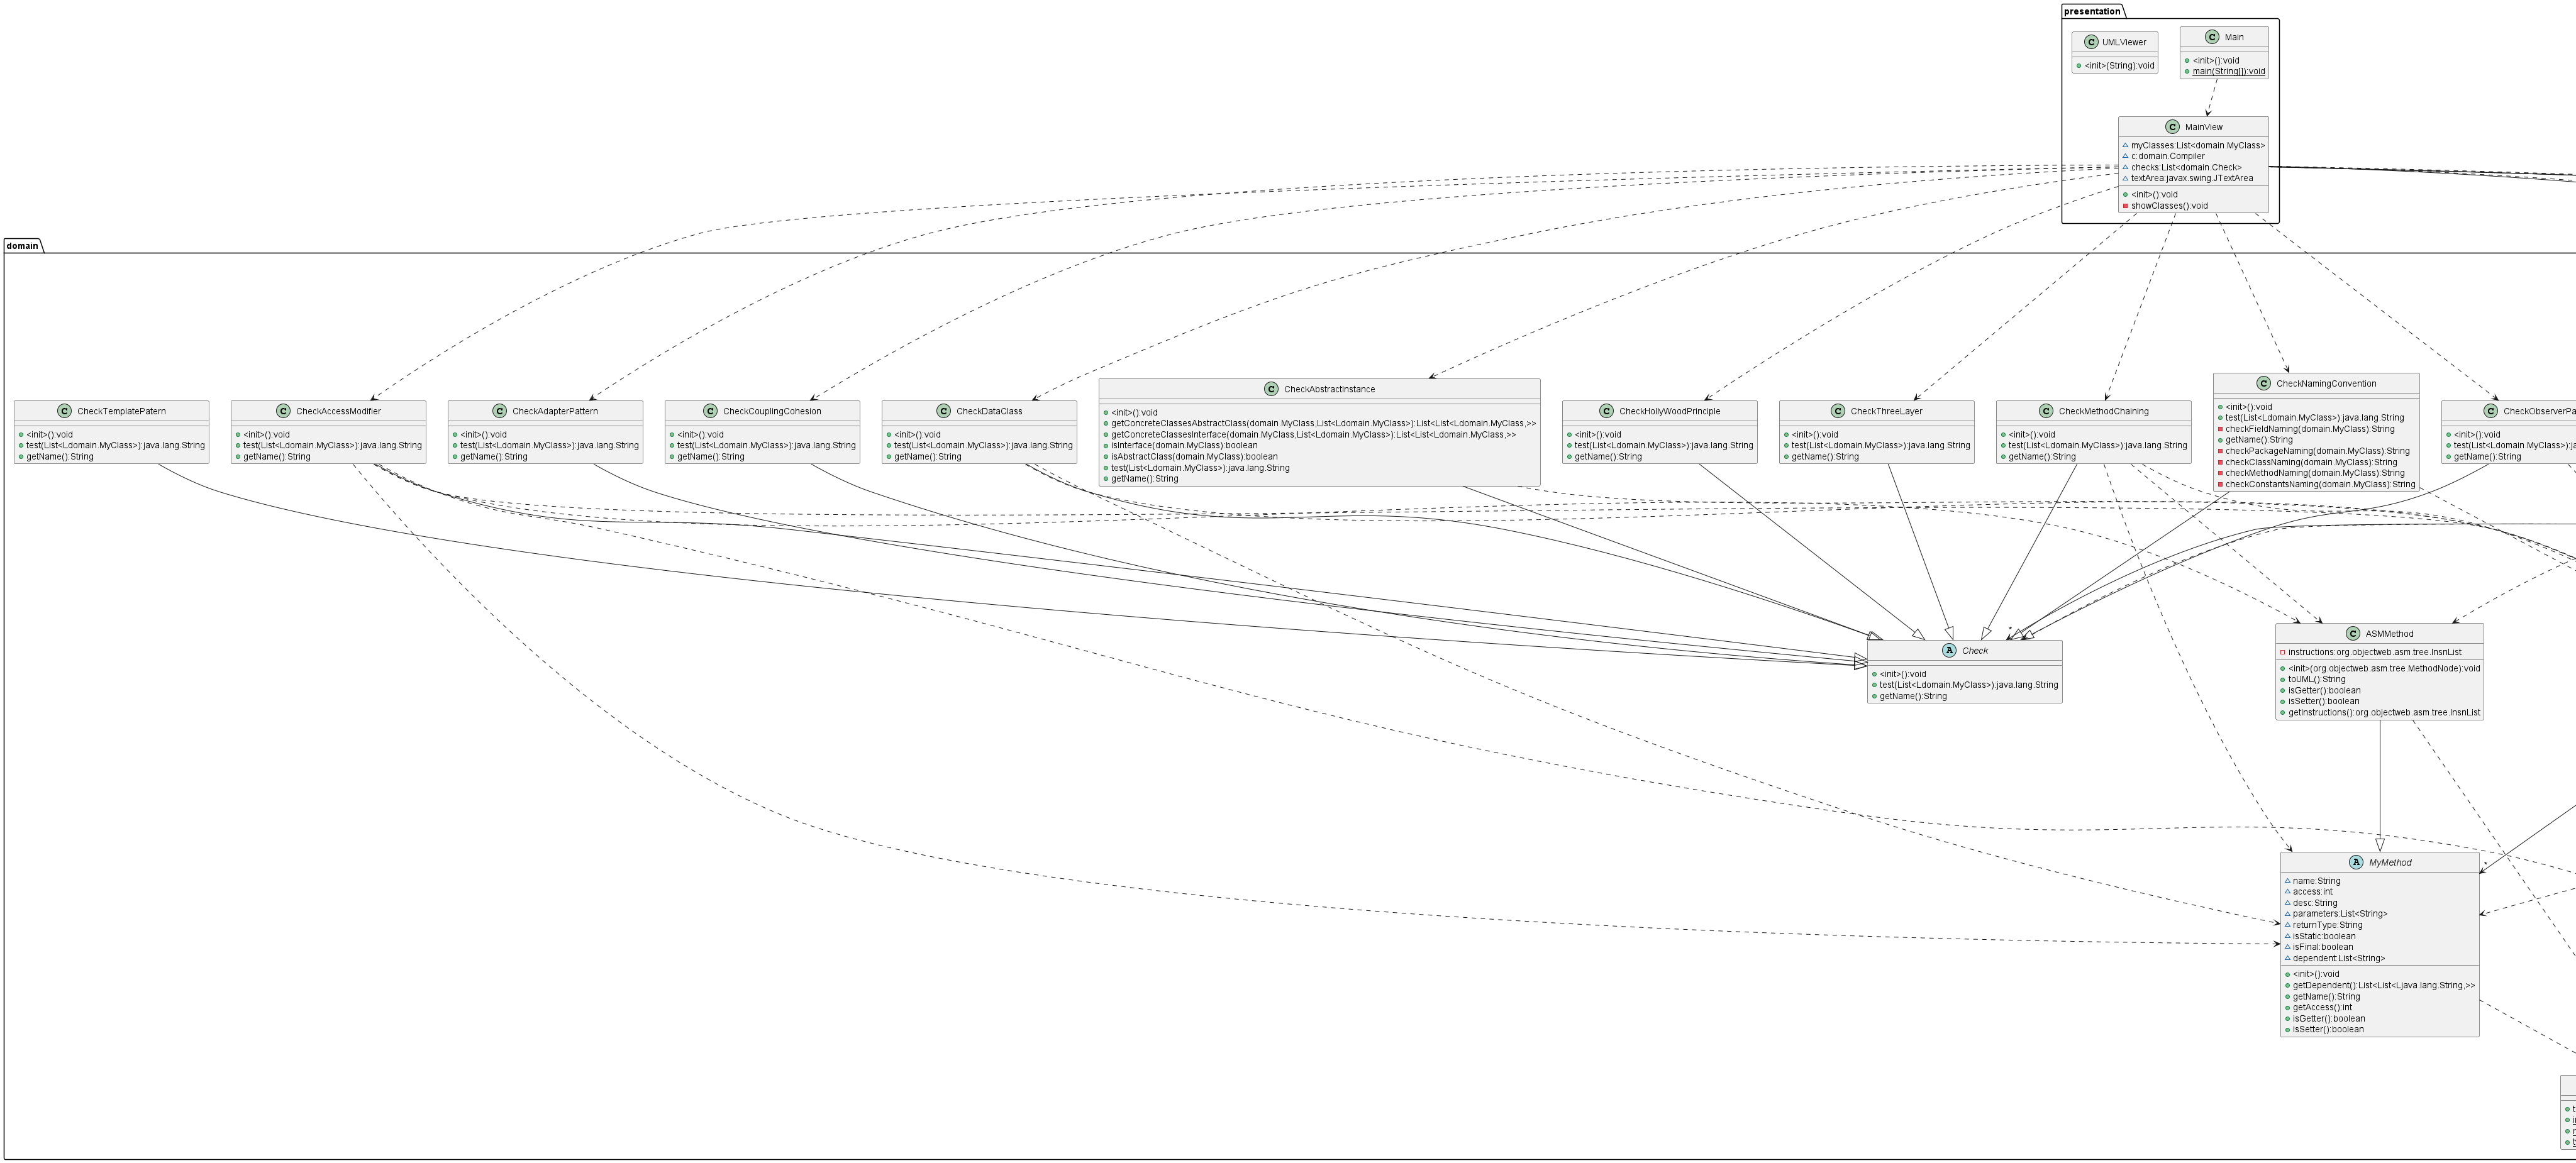 presentation
UMLViewer
<init>(String):void
Main
<init>():void
main(String[]):void
MainView
myClasses:List<domain.MyClass>
c:domain.Compiler
checks:List<domain.Check>
textArea:javax.swing.JTextArea
<init>():void
showClasses():void
domain
CheckTemplatePatern
<init>():void
test(List<Ldomain.MyClass>):java.lang.String
getName():String
CheckAccessModifier
<init>():void
test(List<Ldomain.MyClass>):java.lang.String
getName():String
CheckAdapterPattern
<init>():void
test(List<Ldomain.MyClass>):java.lang.String
getName():String
CheckCouplingCohesion
<init>():void
test(List<Ldomain.MyClass>):java.lang.String
getName():String
CheckDataClass
<init>():void
test(List<Ldomain.MyClass>):java.lang.String
getName():String
CheckAbstractInstance
<init>():void
getConcreteClassesAbstractClass(domain.MyClass,List<Ldomain.MyClass>):List<List<Ldomain.MyClass,>>
getConcreteClassesInterface(domain.MyClass,List<Ldomain.MyClass>):List<List<Ldomain.MyClass,>>
isInterface(domain.MyClass):boolean
isAbstractClass(domain.MyClass):boolean
test(List<Ldomain.MyClass>):java.lang.String
getName():String
CheckHollyWoodPrinciple
<init>():void
test(List<Ldomain.MyClass>):java.lang.String
getName():String
CheckThreeLayer
<init>():void
test(List<Ldomain.MyClass>):java.lang.String
getName():String
CheckMethodChaining
<init>():void
test(List<Ldomain.MyClass>):java.lang.String
getName():String
CheckNamingConvention
<init>():void
test(List<Ldomain.MyClass>):java.lang.String
checkFieldNaming(domain.MyClass):String
getName():String
checkPackageNaming(domain.MyClass):String
checkClassNaming(domain.MyClass):String
checkMethodNaming(domain.MyClass):String
checkConstantsNaming(domain.MyClass):String
CheckObserverPa
<init>():void
test(List<Ldomain.MyClass>):ja
getName():String
*
Check
<init>():void
test(List<Ldomain.MyClass>):java.lang.String
getName():String
ASMMethod
instructions:org.objectweb.asm.tree.InsnList
<init>(org.objectweb.asm.tree.MethodNode):void
toUML():String
isGetter():boolean
isSetter():boolean
getInstructions():org.objectweb.asm.tree.InsnList
*
MyMethod
name:String
access:int
desc:String
parameters:List<String>
returnType:String
isStatic:boolean
isFinal:boolean
dependent:List<String>
<init>():void
getDependent():List<List<Ljava.lang.String,>>
getName():String
getAccess():int
isGetter():boolean
isSetter():boolean